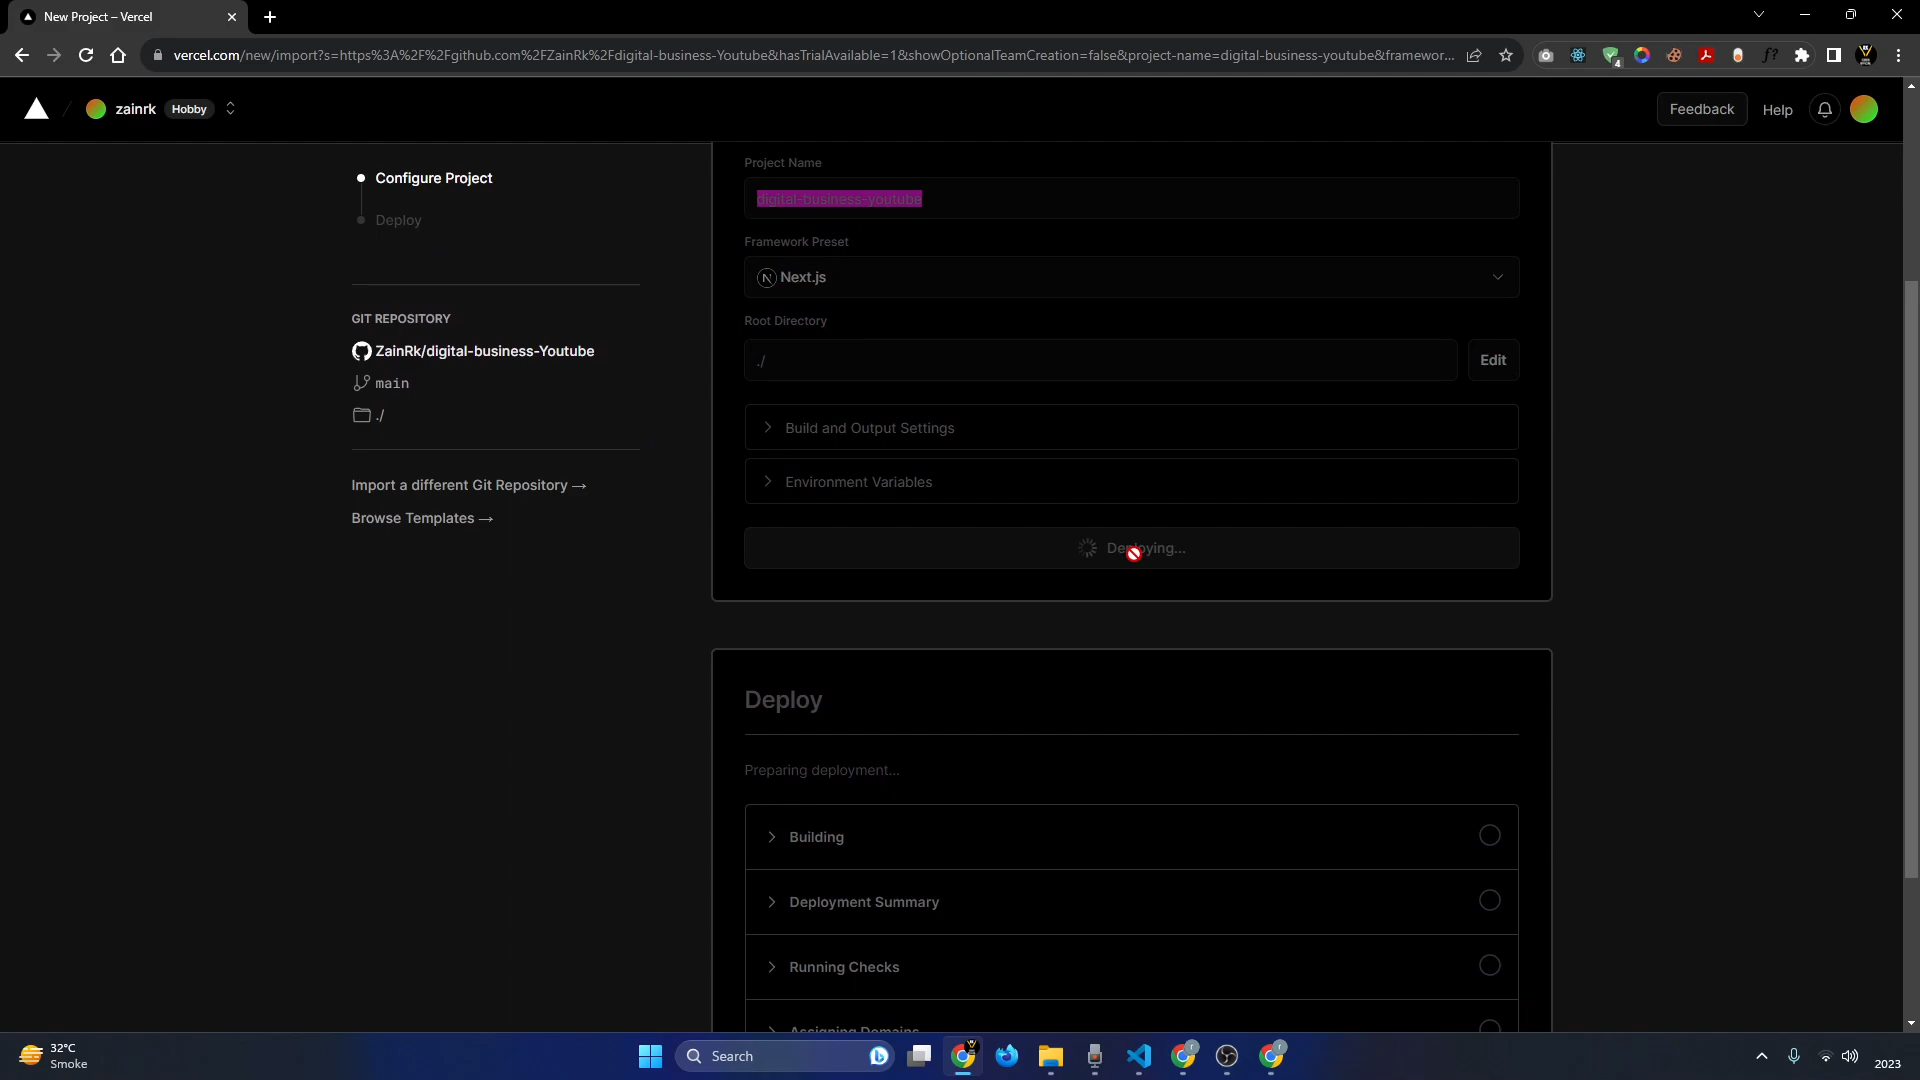 New Project – Vercel
vercel.com/new/import?s=https%3A%2F%2Fgithub.com%2FZainRk%2Fdigital-business-Youtube&hasTrialAvailable=1&showOptionalTeamCreation=false&project-name=digital-business-youtube&framewor...
4
f?
zainrk Hobby
Feedback
Help
Configure Project
Deploy
GIT REPOSITORY
ZainRk/digital-business-Youtube
main
./
Import a different Git Repository →
Browse Templates →
Project Name
digital-business-youtube
Framework Preset
N Next.js
Root Directory
./
Edit
Build and Output Settings
Environment Variables
Deploying...
Deploy
Preparing deployment...
Building
Deployment Summary
Running Checks
Assigning Domains
32°C
Smoke
Search
2023